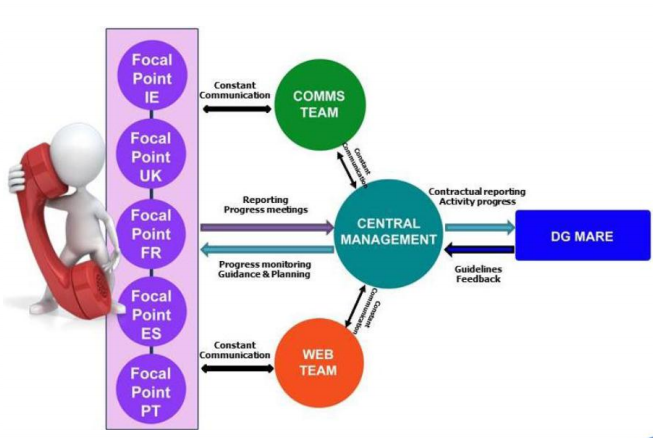 Focal
Point
IE
Focal
Point
UK
Focal
Point
FR
Focal
Point
ES
Focal
Point
PT
Constant
Communication
COMMS
TEAM
Constant
Communication
Reporting
Progress meetings
Progress monitoring
Guidance & Planning
CENTRAL
MANAGEMENT
Contractual reporting
Activity progress
DG MARE
Guidelines
Feedback
Constant
Communication
Constant
Communication
WEB
TEAM